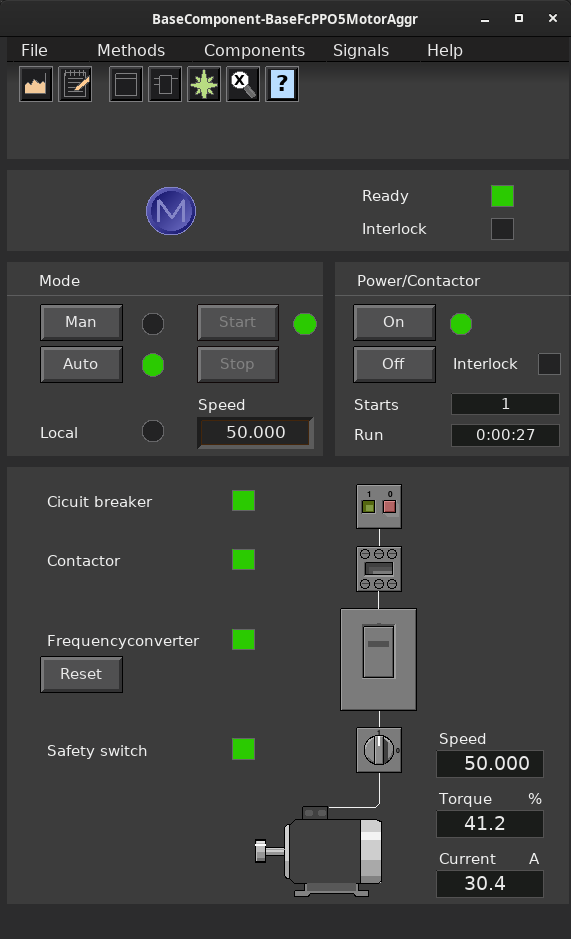 BaseComponent-BaseFcPPO5MotorAggr
File Methods Components Signals Help
X ?
M
Ready
Interlock
Mode
Man Start
Auto Stop
Speed
Local 50.000
Power/Contactor
On
Off Interlock
Starts 1
Run 0:00:27
Cicuit breaker
1 0
Contactor
Frequencyconverter
Reset
Safety switch
0
Speed
50.000
Torque %
41.2
Current A
30.4